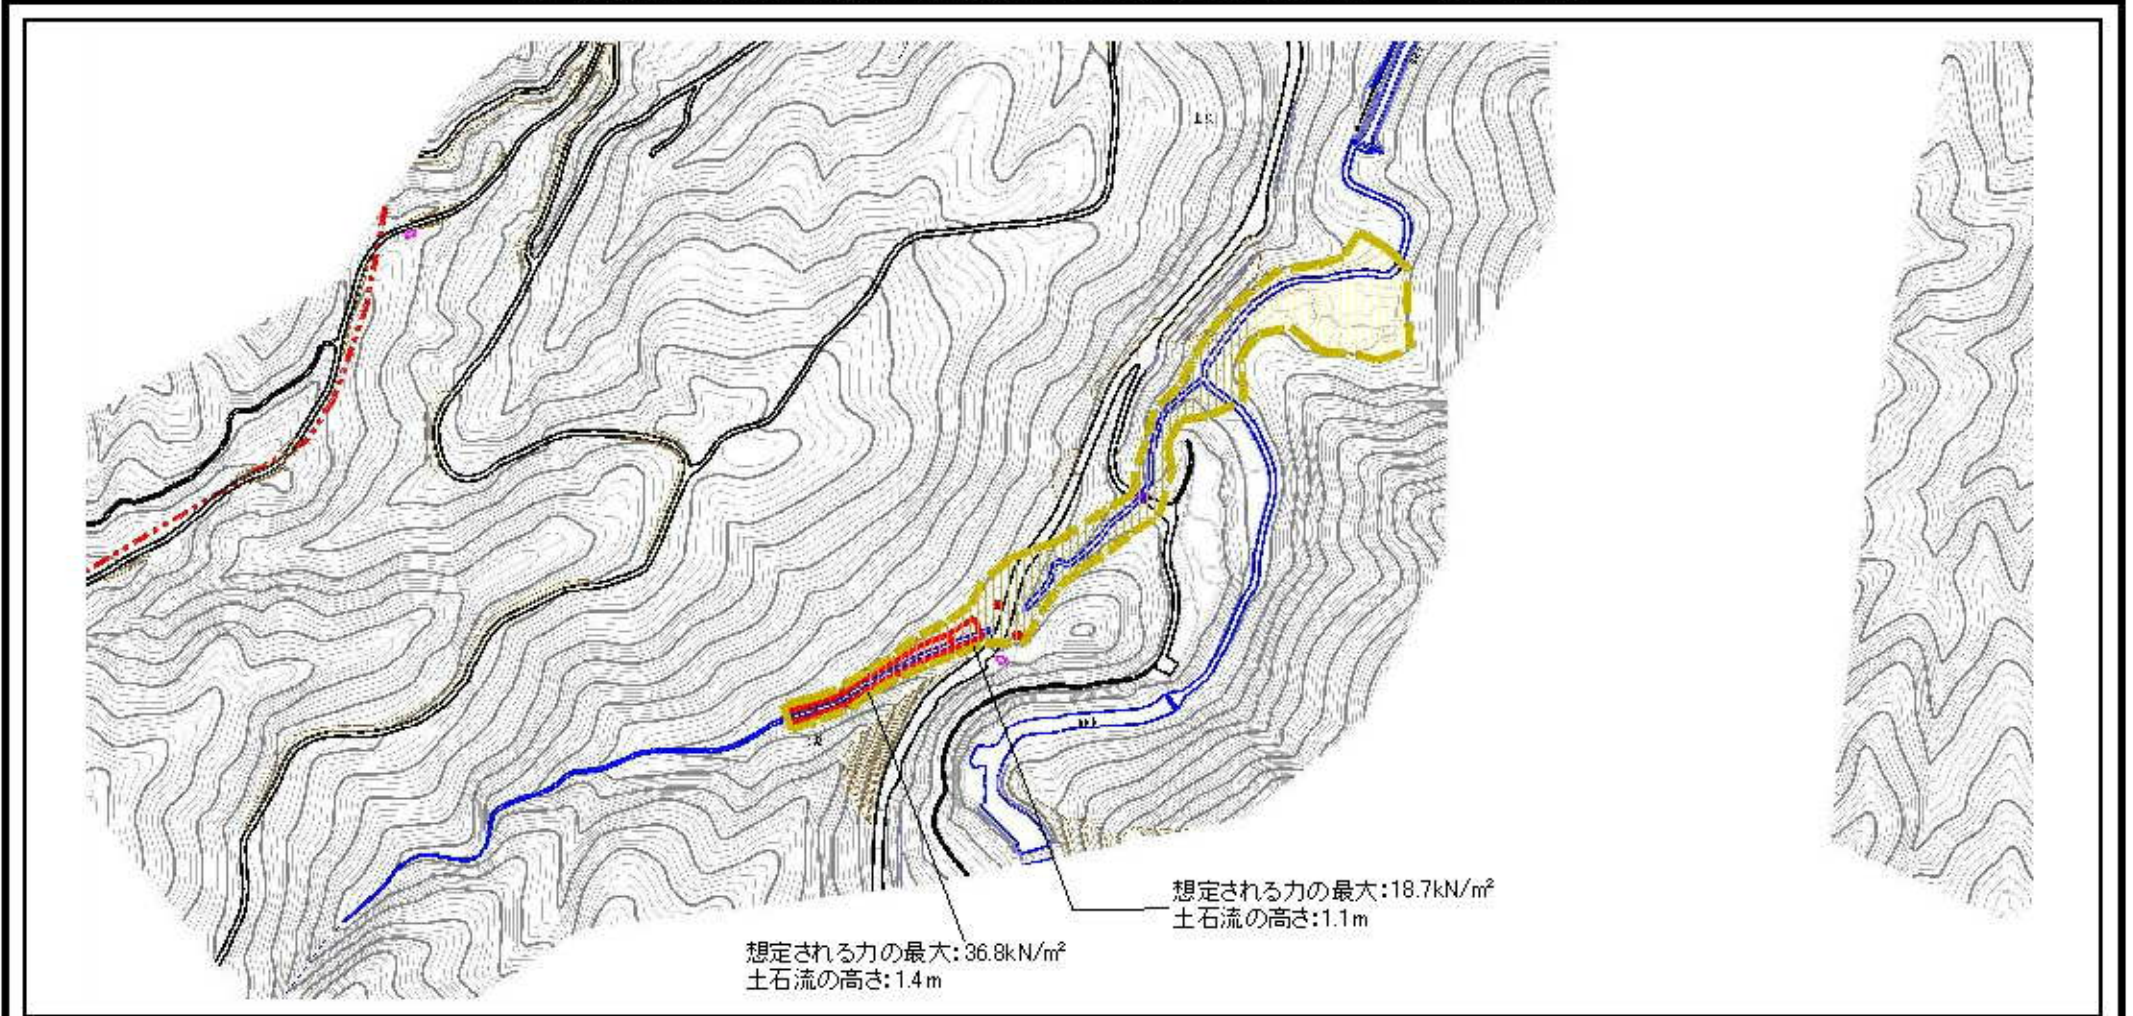 想定される力の最大:18.7kN/㎡
土石流の高さ:1.1m
想定される力の最大:36.8kN/㎡
土石流の高さ:1.4m